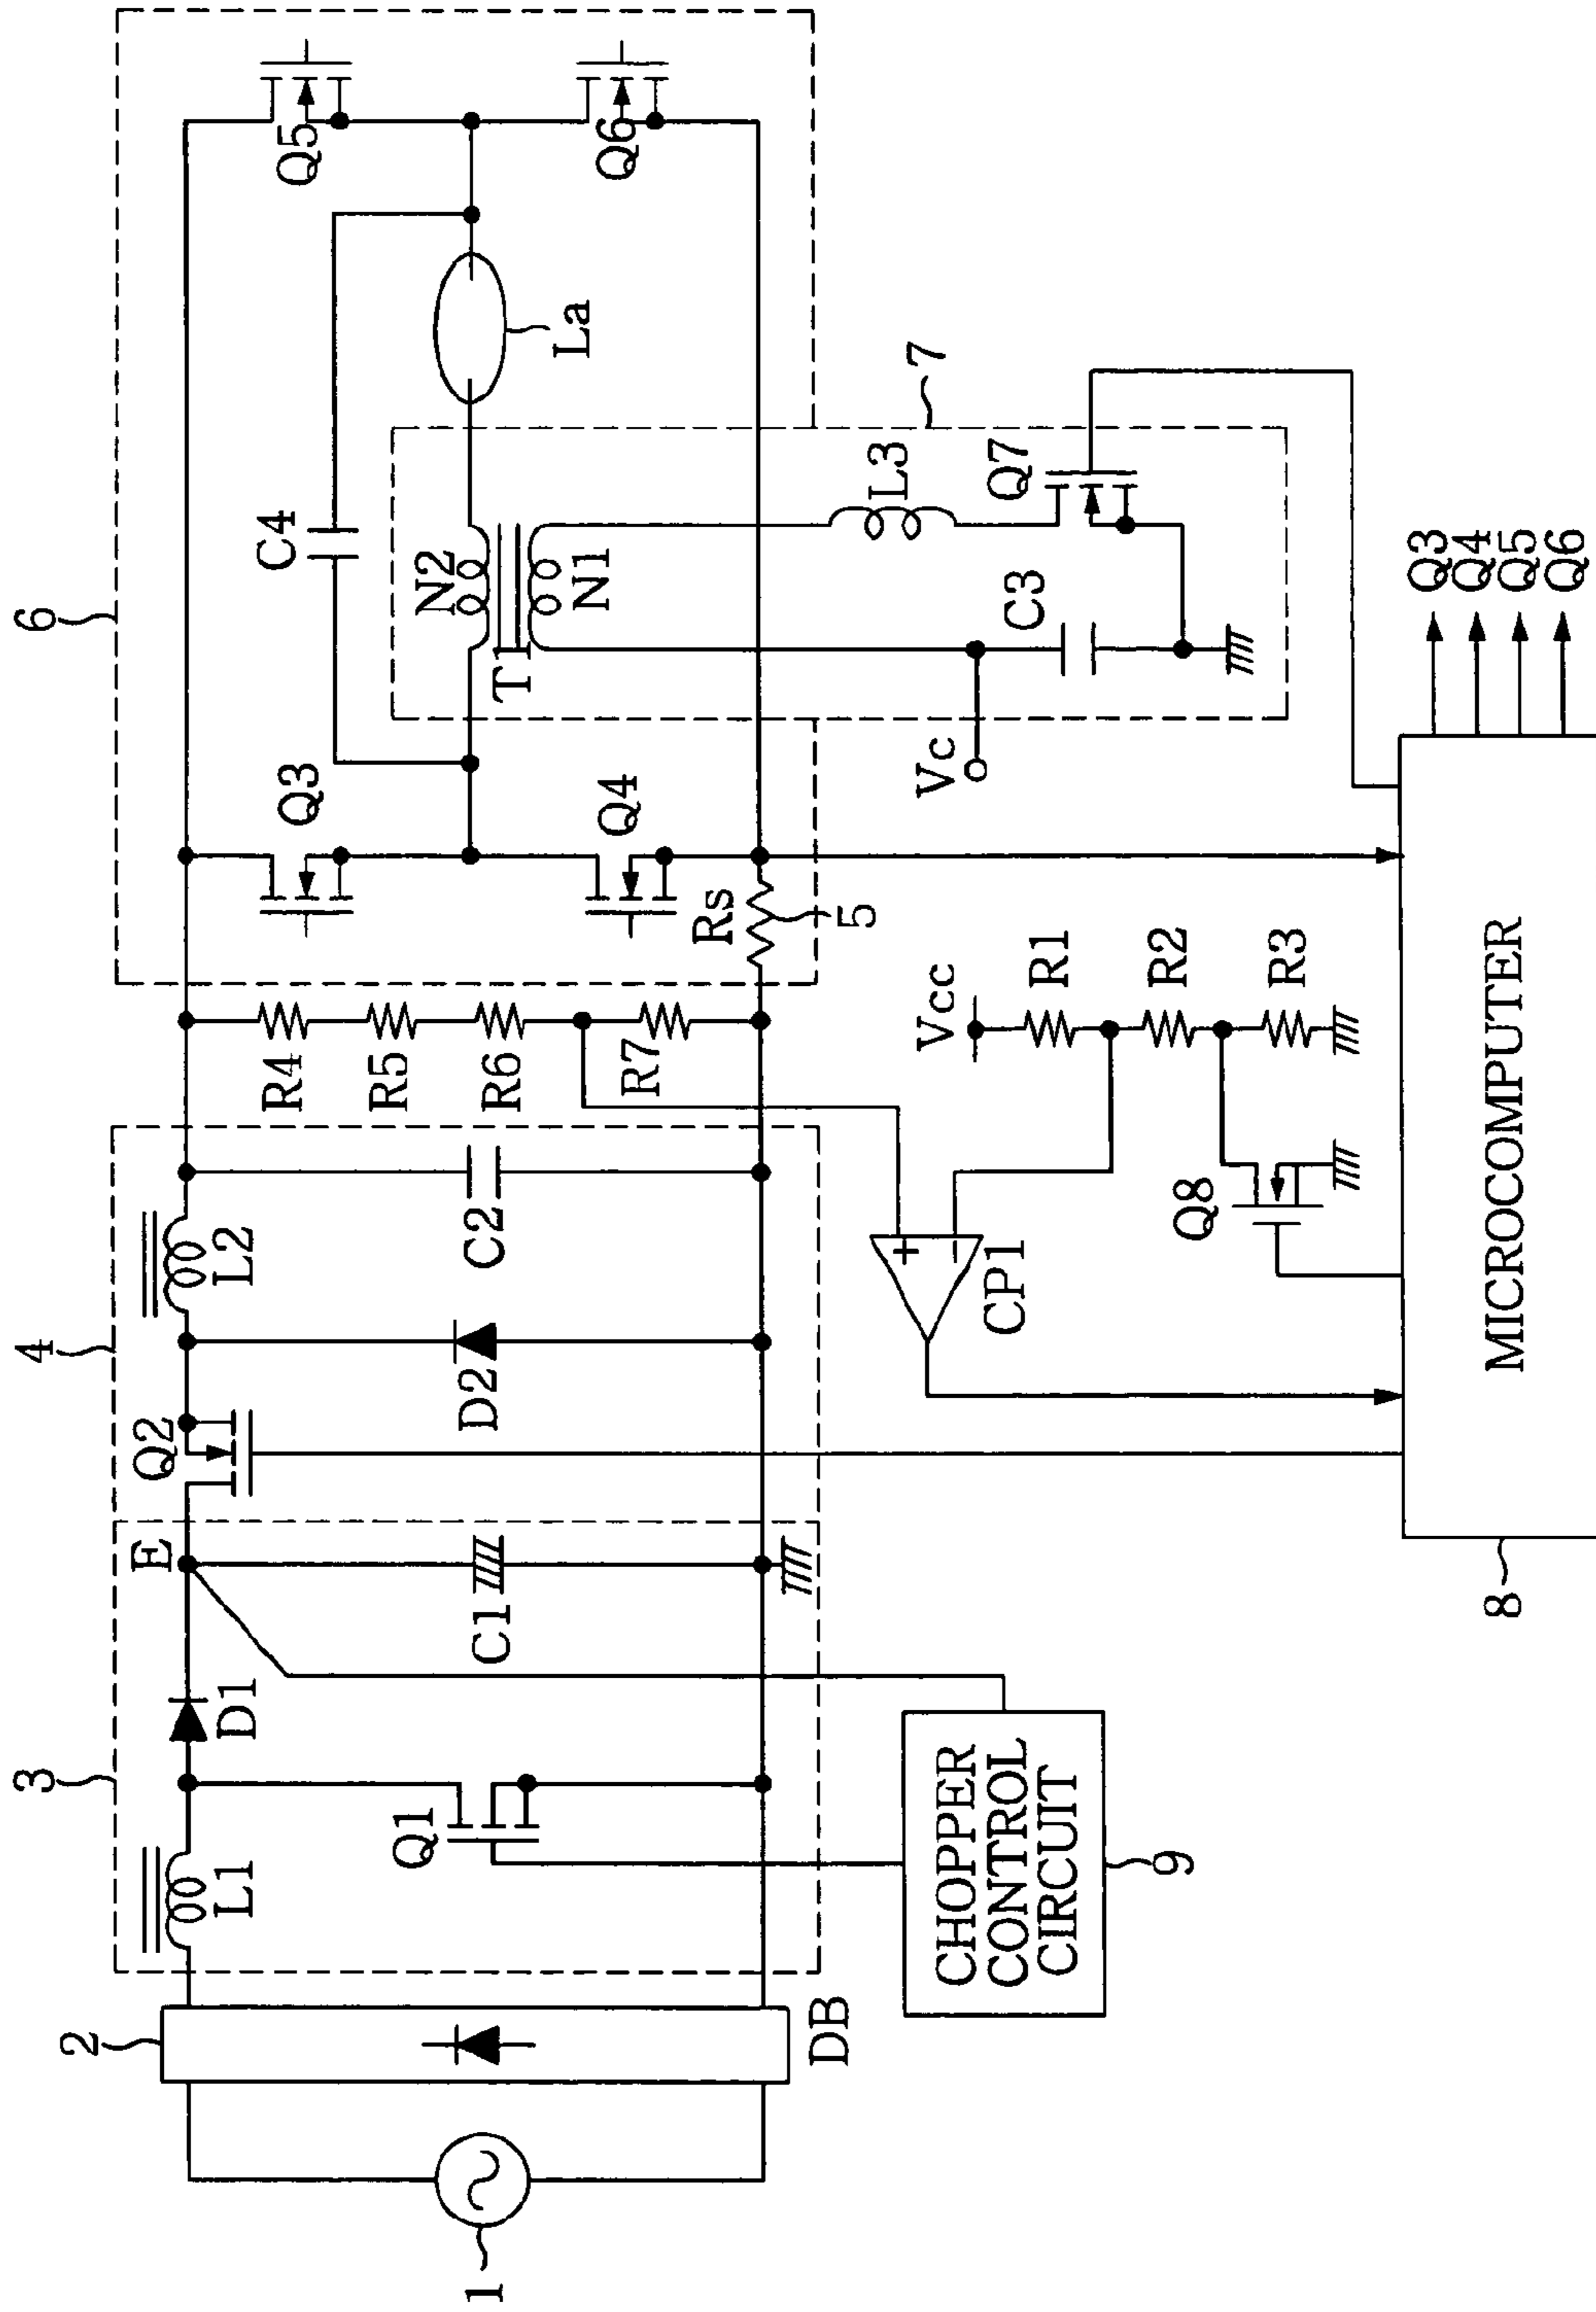 6
Q5
Q6
C4
La
N2
T1
N1
7
L3
Q7
C3
Vc
Q3
Q4
Rs
5
R4
R5
R6
R7
Vcc
R1
R2
R3
Q3
Q4
Q5
Q6
4
L2
C2
D2
Q2
+
−
CP1
Q8
MICROCOMPUTER
8
3
E
C1
D1
Q1
L1
CHOPPER
CONTROL
CIRCUIT
9
2
DB
1